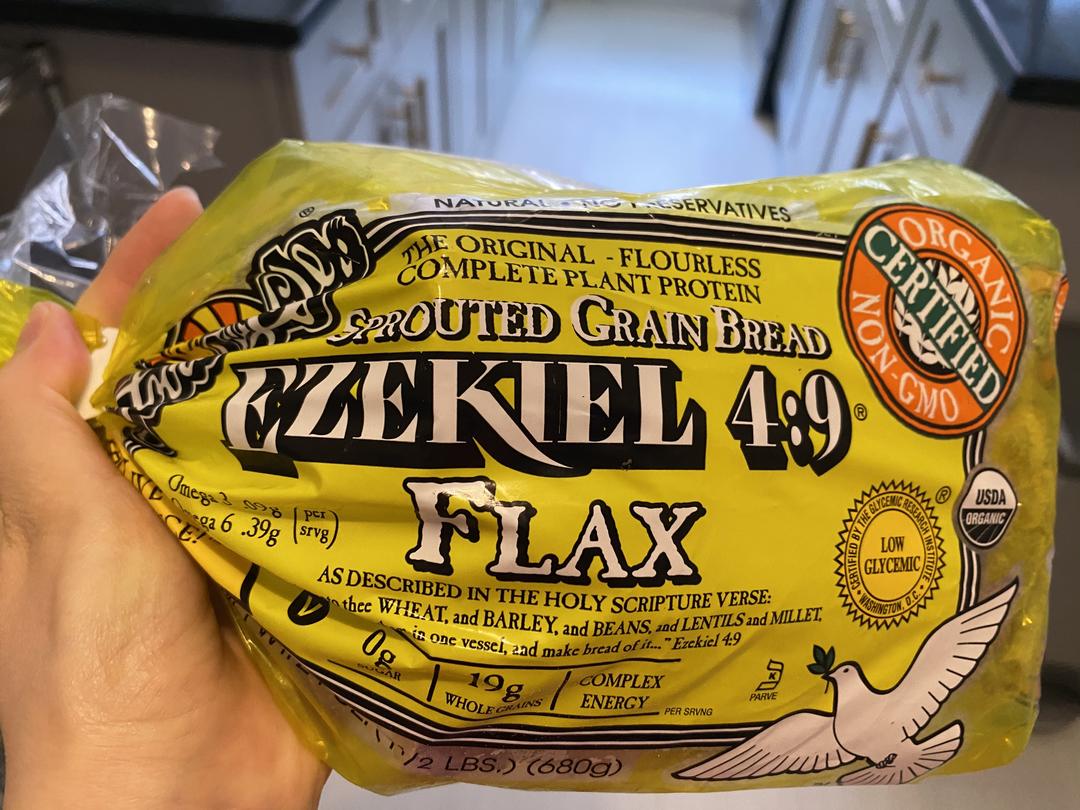 NATURAL • NO PRESERVATIVES
THE ORIGINAL - FLOURLESS
COMPLETE PLANT PROTEIN
SPROUTED GRAIN BREAD
EZEKIEL 4:9®
FLAX
ORGANIC
CERTIFIED
NON-GMO
Omega 3 .09g
Omega 6 .39g
(per srvg)
CERTIFIED BY THE GLYCEMIC RESEARCH INSTITUTE
LOW
GLYCEMIC
• WASHINGTON, D.C. •
®
USDA
ORGANIC
AS DESCRIBED IN THE HOLY SCRIPTURE VERSE:
thee WHEAT, and BARLEY, and BEANS, and LENTILS and MILLET,
in one vessel, and make bread of it..." Ezekiel 4:9
0g
SUGAR
19g
WHOLE GRAINS
COMPLEX
ENERGY
PER SRVNG
K
PARVE
/2 LBS.) (680g)